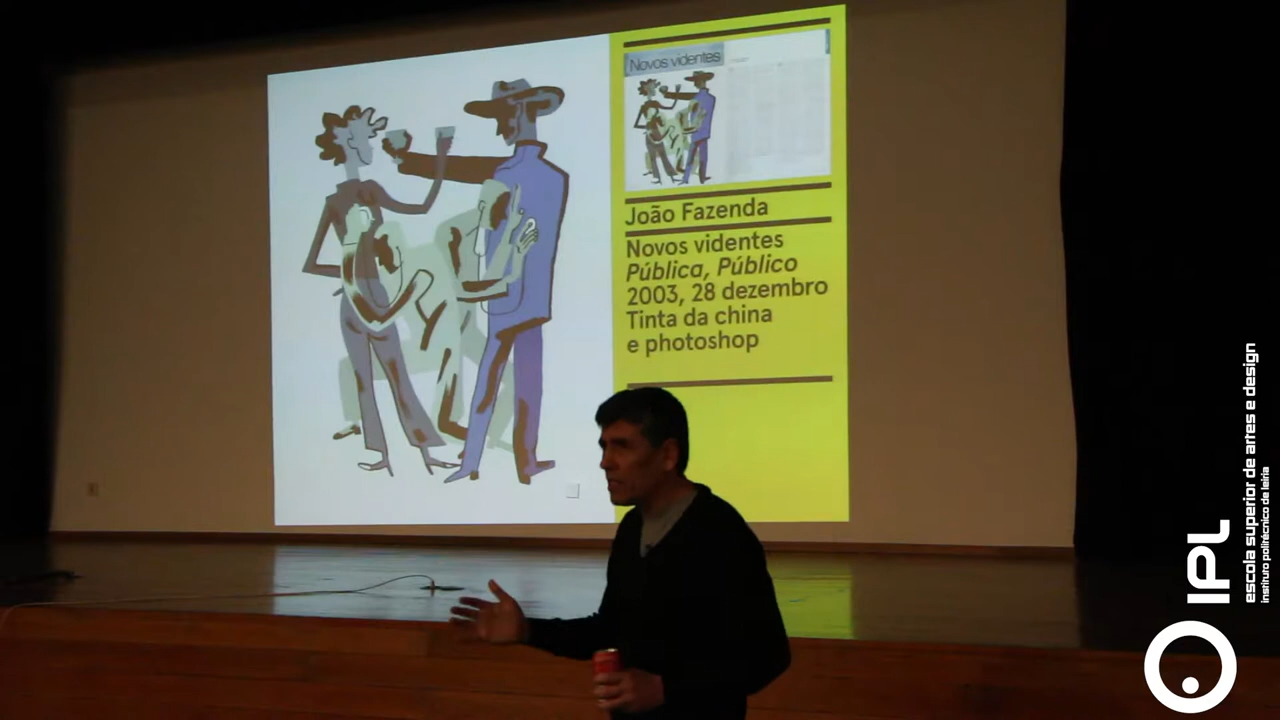 Novos videntes
João Fazenda
Novos videntes
Pública, Público
2003, 28 dezembro
Tinta da china
e photoshop
IPL
escola superior de artes e design
instituto politécnico de leiria